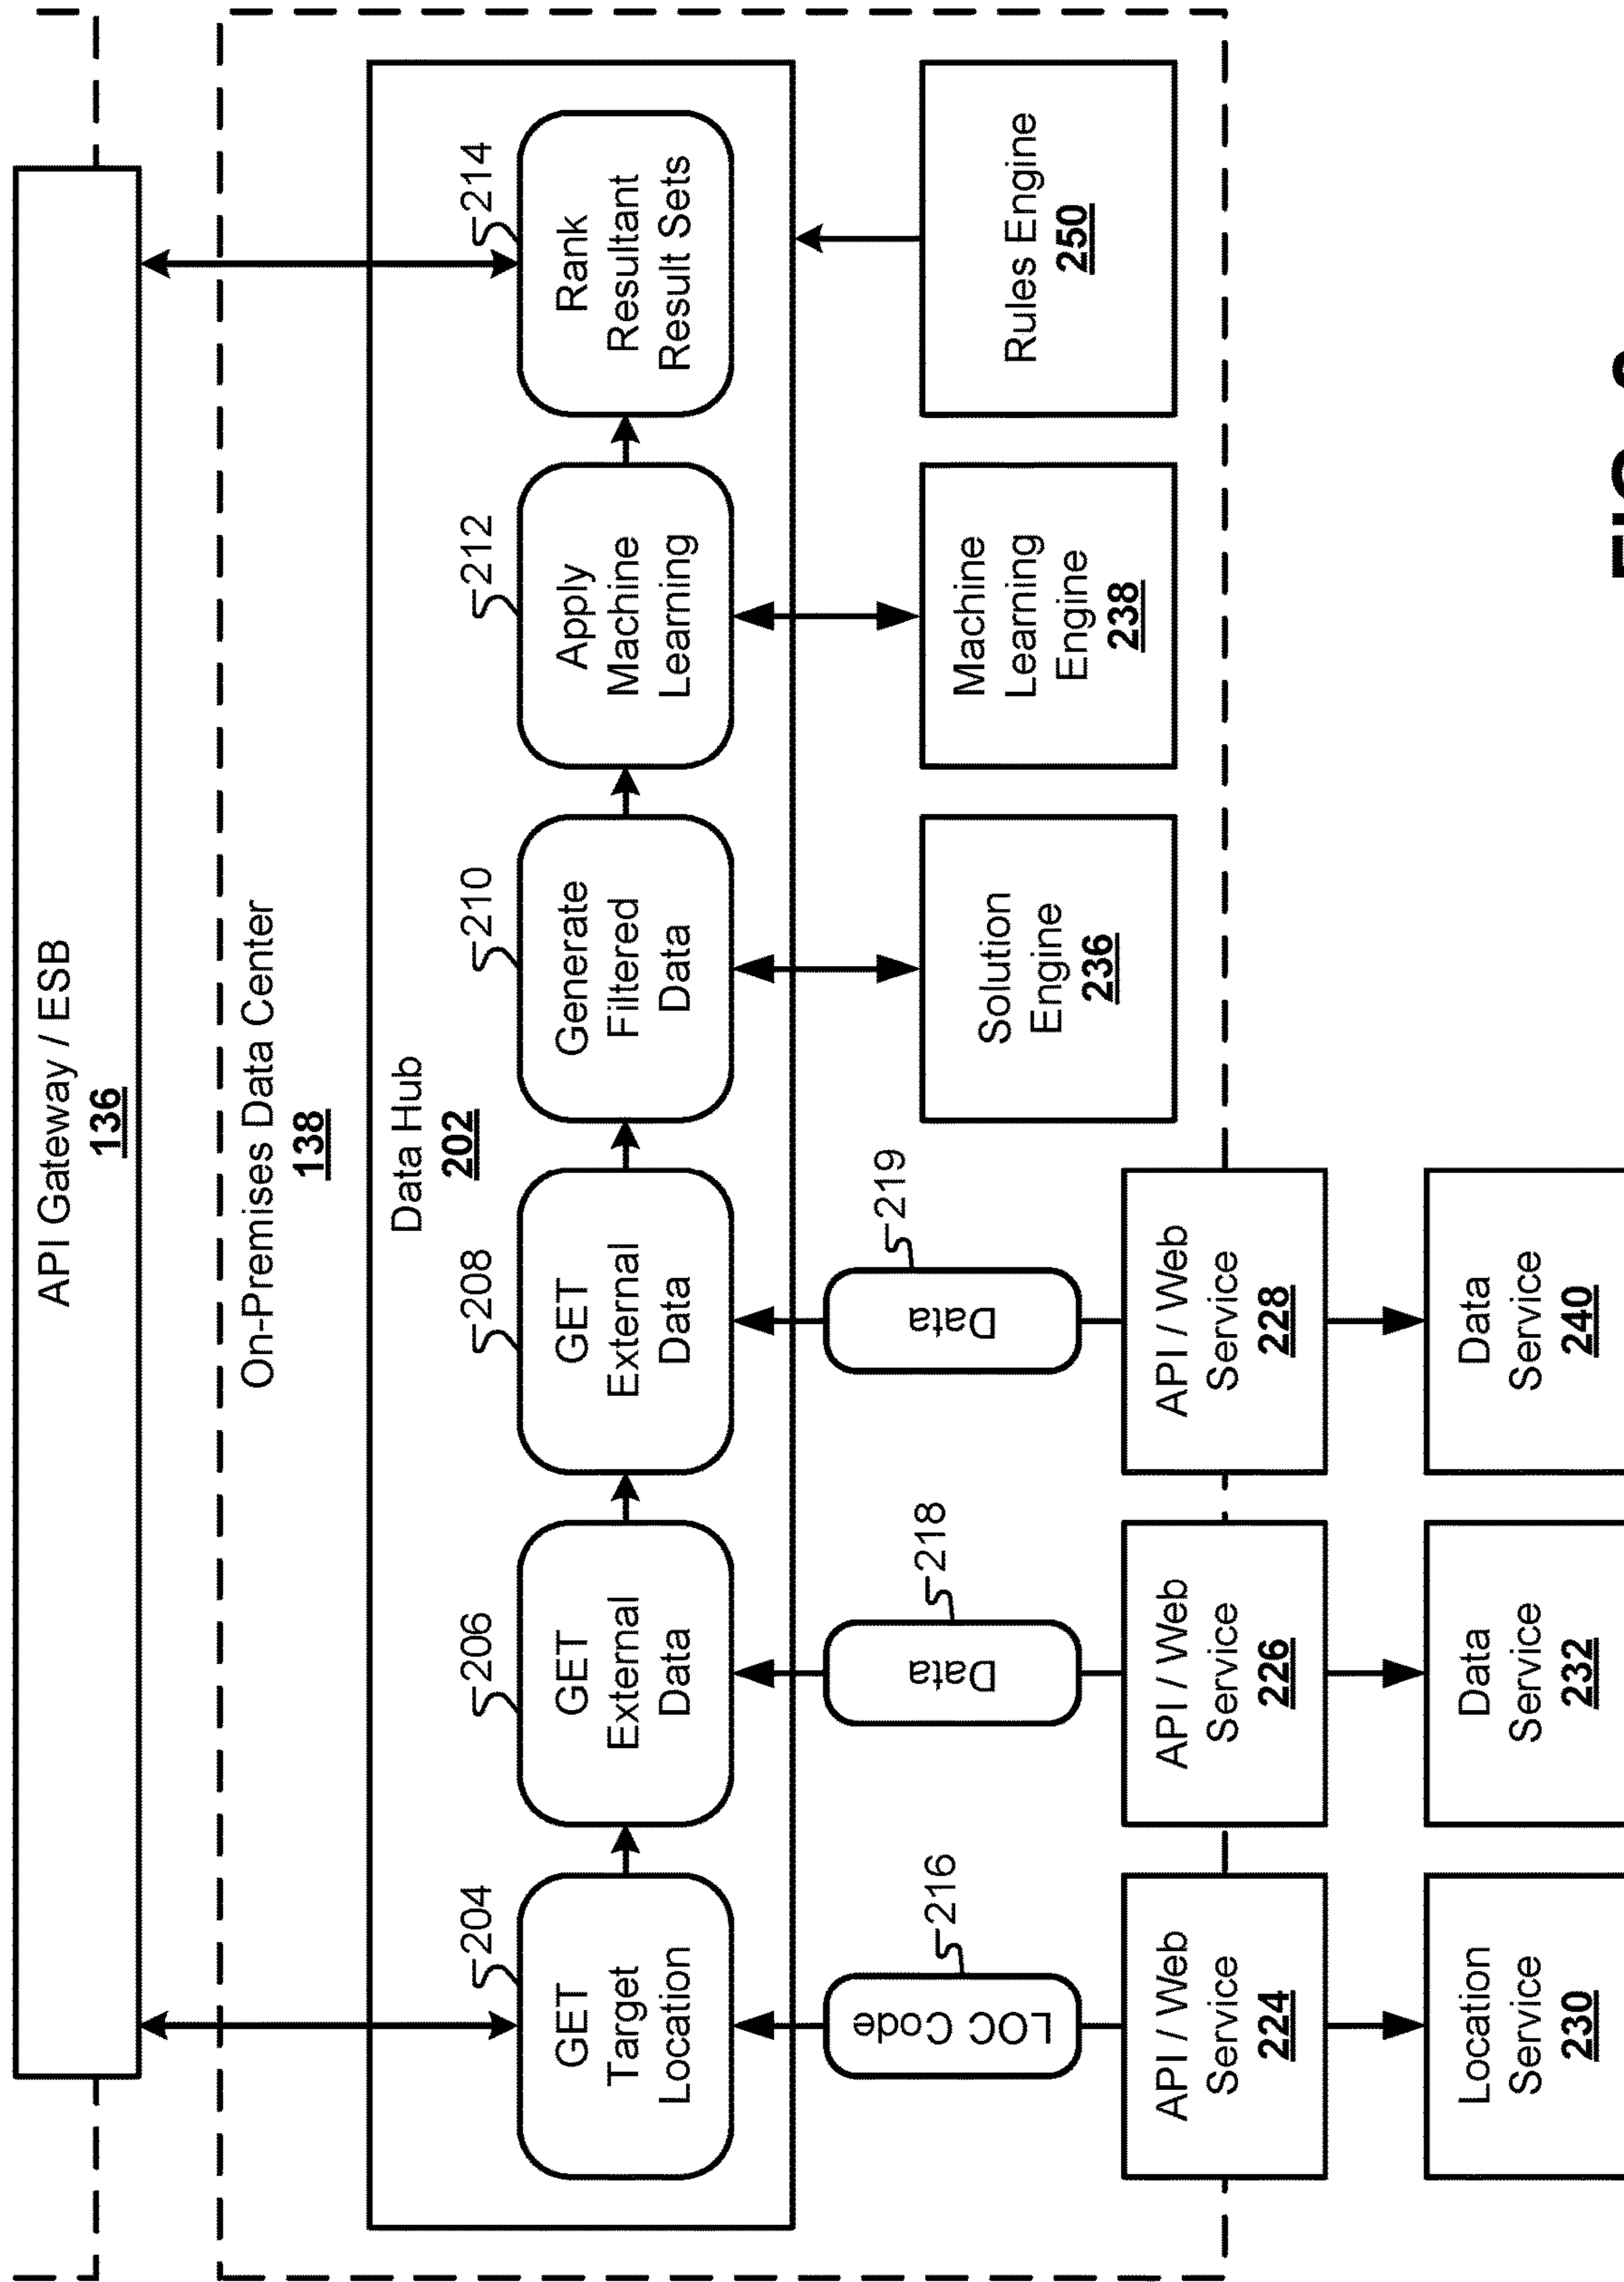 API Gateway / ESB
136
On-Premises Data Center
138
Data Hub
202
204
GET
Target
Location
206
GET
External
Data
208
GET
External
Data
210
Generate
Filtered
Data
212
Apply
Machine
Learning
214
Rank
Resultant
Result Sets
LOC Code
216
Data
218
Data
219
Solution
Engine
236
Machine
Learning
Engine
238
Rules Engine
250
API / Web
Service
224
API / Web
Service
226
API / Web
Service
228
Location
Service
230
Data
Service
232
Data
Service
240